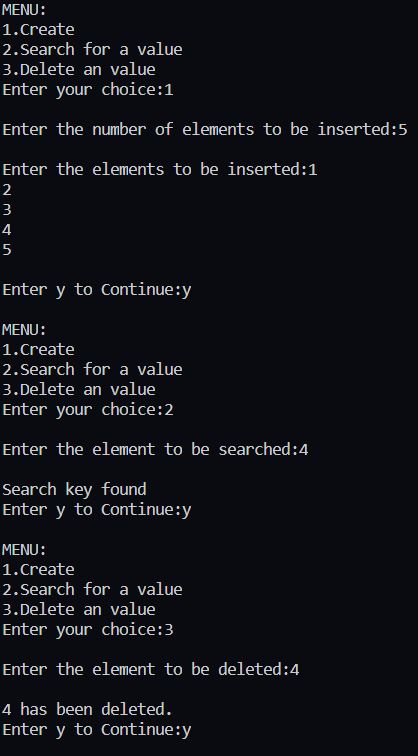 MENU:
1.Create
2.Search for a value
3.Delete an value
Enter your choice:1
Enter the number of elements to be inserted:5
Enter the elements to be inserted:1
2
3
4
5
Enter y to Continue:y
MENU:
1.Create
2.Search for a value
3.Delete an value
Enter your choice:2
Enter the element to be searched:4
Search key found
Enter y to Continue:y
MENU:
1.Create
2.Search for a value
3.Delete an value
Enter your choice:3
Enter the element to be deleted:4
4 has been deleted.
Enter y to Continue:y